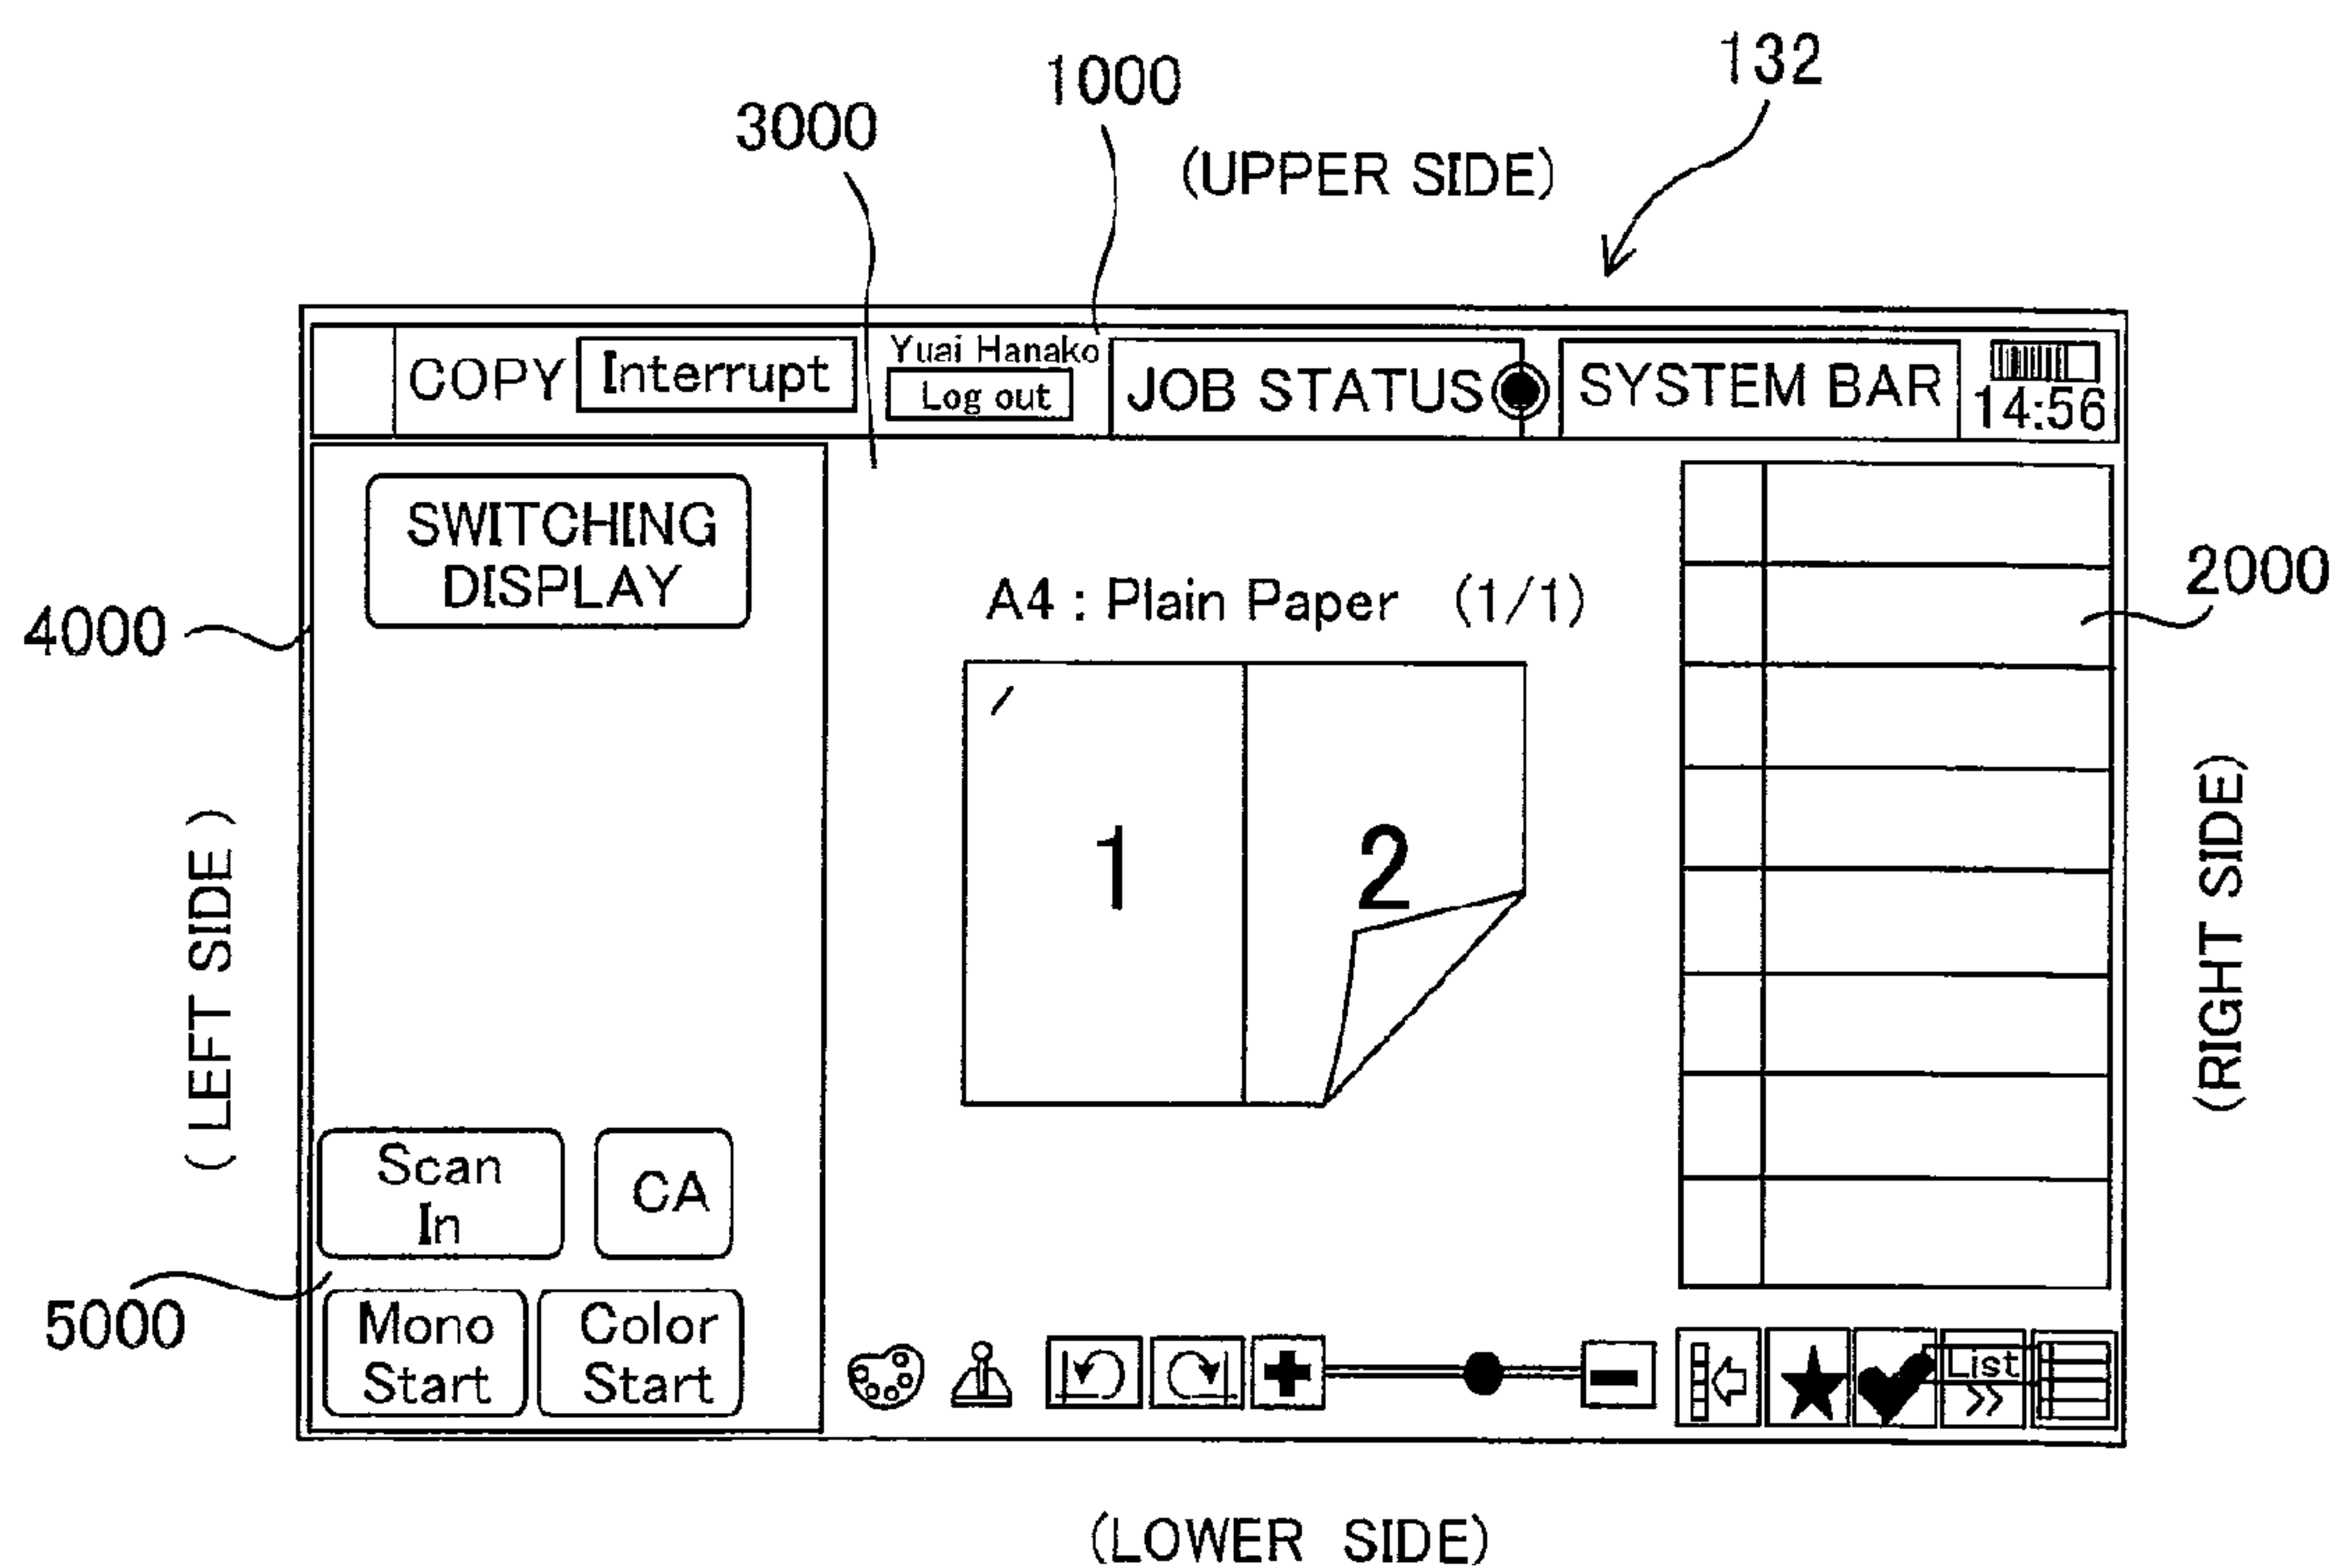 132
1000
3000
(UPPER SIDE)
COPY
Interrupt
Yuai Hanako
Log out
JOB STATUS
SYSTEM BAR
14:56
SWITCHING
DISPLAY
A4 : Plain Paper (1/1)
2000
4000
1
2
(LEFT SIDE)
(RIGHT SIDE)
Scan
In
CA
5000
Mono
Start
Color
Start
List
>>
(LOWER SIDE)